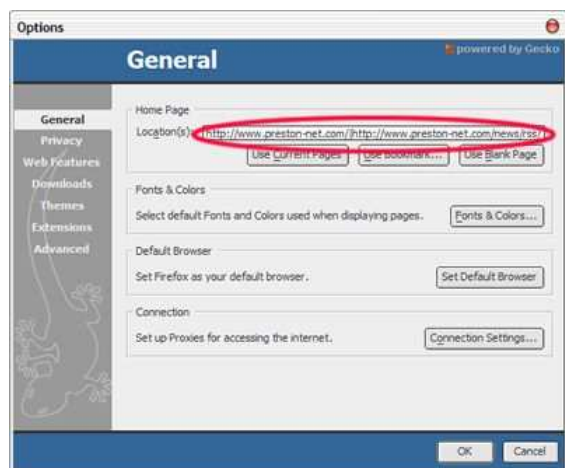 Options
General
powered by Gecko
General
Privacy
Web Features
Downloads
Themes
Extensions
Advanced
Home Page
Location(s): http://www.preston-net.com/|http://www.preston-net.com/news/rss/
Use Current Pages
Use Bookmark...
Use Blank Page
Fonts & Colors
Select default Fonts and Colors used when displaying pages.
Fonts & Colors...
Default Browser
Set Firefox as your default browser.
Set Default Browser
Connection
Set up Proxies for accessing the internet.
Connection Settings...
OK
Cancel